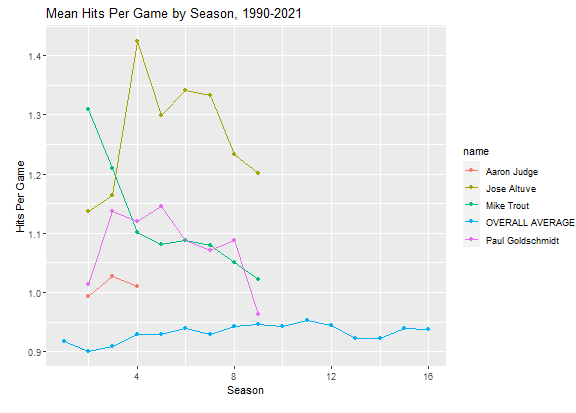 Mean Hits Per Game by Season, 1990-2021
1.4
1.3
1.2
1.1
1.0
0.9
Hits Per Game
4
8
12
16
Season
name
Aaron Judge
Jose Altuve
Mike Trout
OVERALL AVERAGE
Paul Goldschmidt